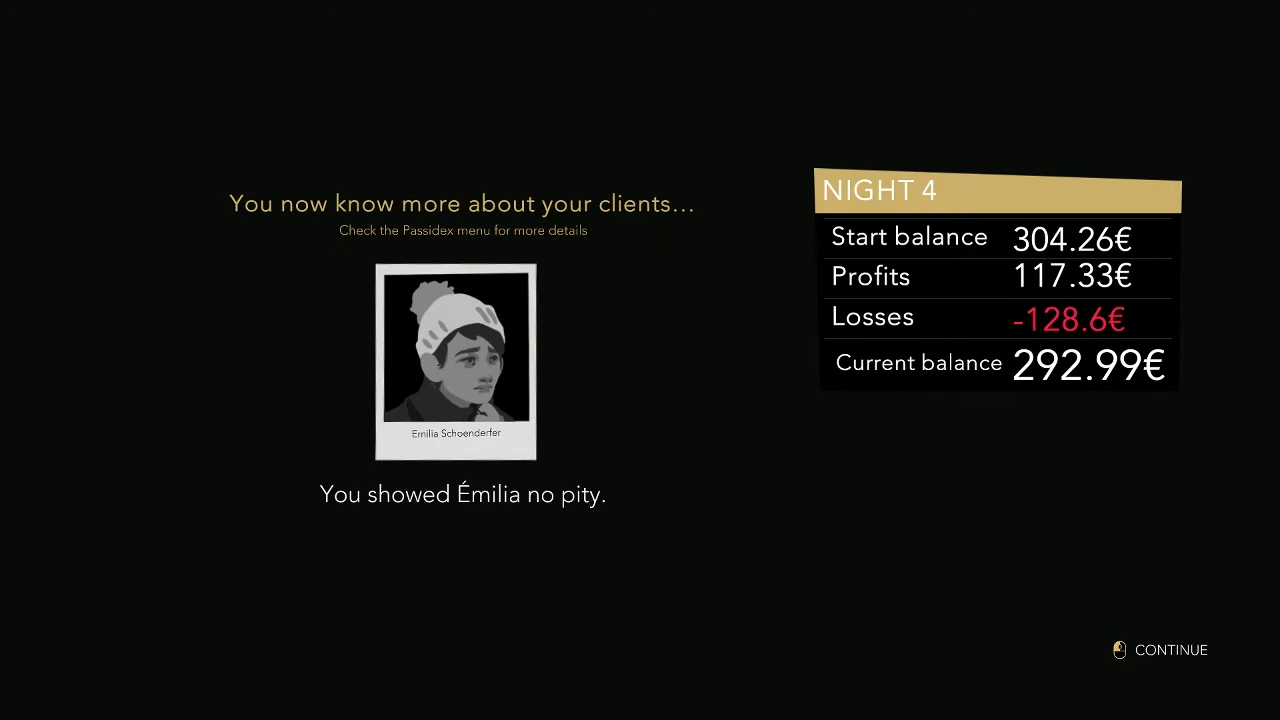 You now know more about your clients...
Check the Passidex menu for more details
Emilia Schoenderfer
You showed Émilia no pity.
NIGHT 4
Start balance 304.26€
Profits 117.33€
Losses -128.6€
Current balance 292.99€
CONTINUE